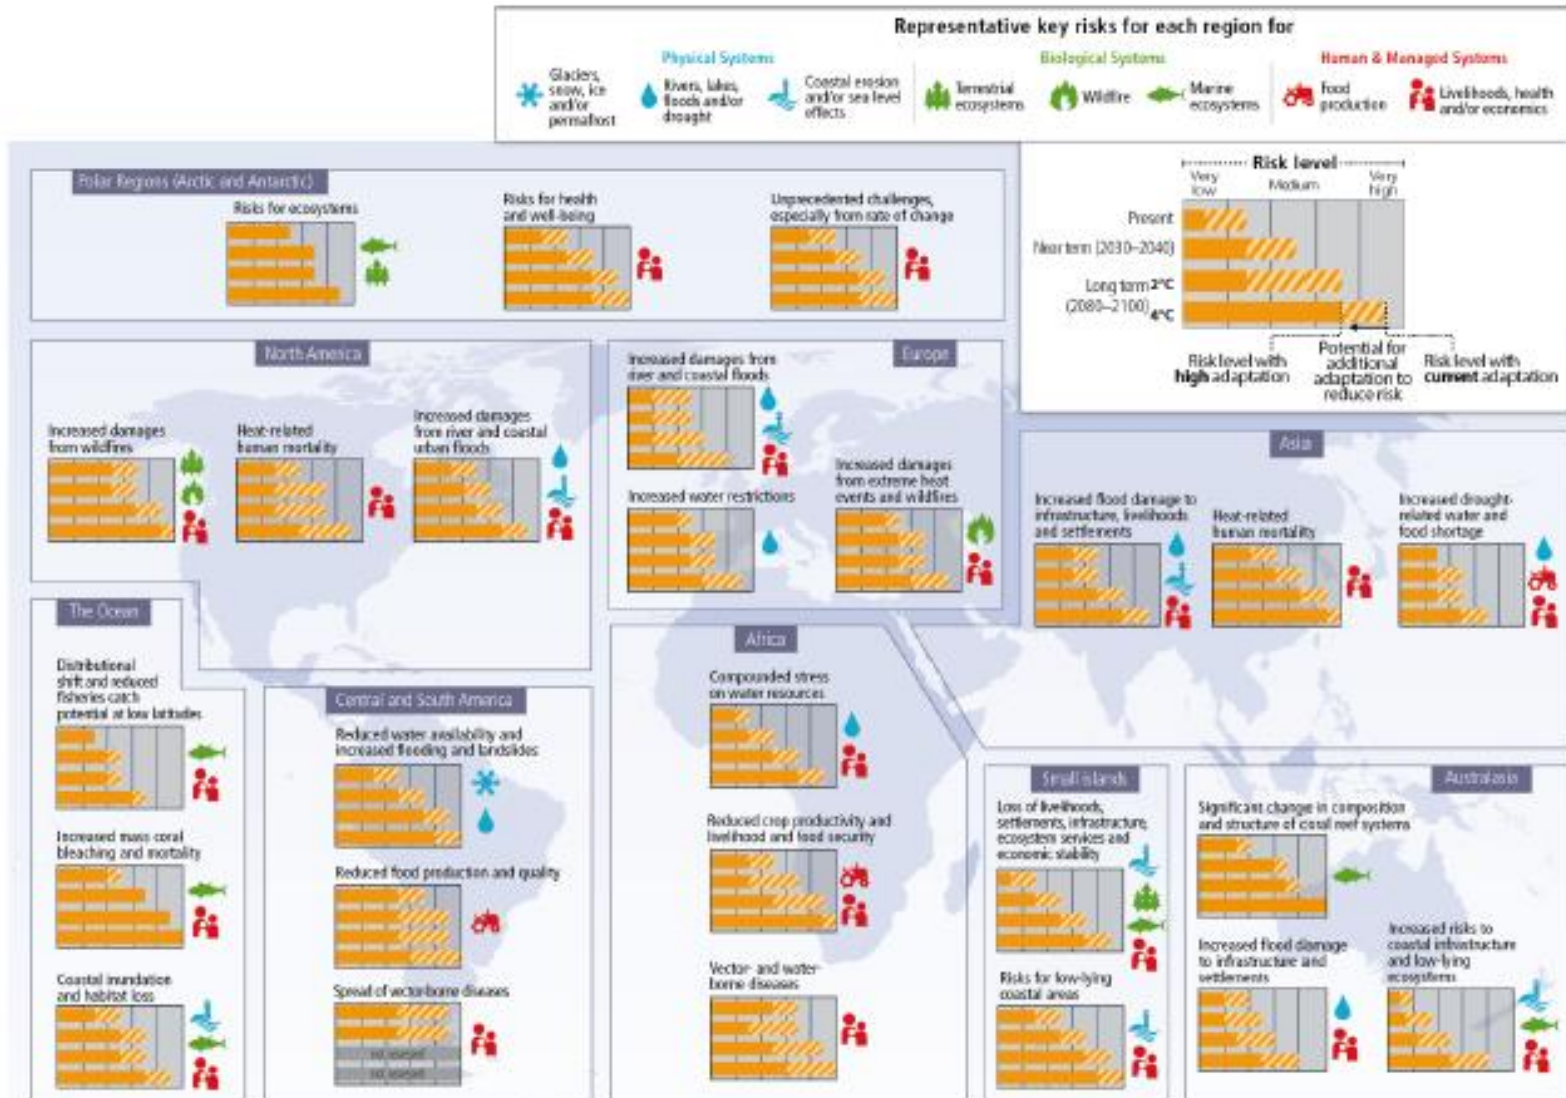 Representative key risks for each region for
Physical Systems
Biological Systems
Human & Managed Systems
Glaciers,
snow, ice
and/or
permafrost
Rivers, lakes,
floods and/or
drought
Coastal erosion
and/or sea level
effects
Terrestrial
ecosystems
Wildfire
Marine
ecosystems
Food
production
Livelihoods, health
and/or economics
Risk level
Very
low
Medium
Very
high
Present
Near term (2030–2040)
Long term 2°C
(2080–2100) 4°C
Risk level with
high adaptation
Potential for
additional
adaptation to
reduce risk
Risk level with
current adaptation
Polar Regions (Arctic and Antarctic)
Risks for ecosystems
Risks for health
and well-being
Unprecedented challenges,
especially from rate of change
North America
Increased damages
from wildfires
Heat-related
human mortality
Increased damages
from river and coastal
urban floods
Europe
Increased damages from
river and coastal floods
Increased water restrictions
Increased damages
from extreme heat
events and wildfires
Asia
Increased flood damage to
infrastructure, livelihoods
and settlements
Heat-related
human mortality
Increased drought-
related water and
food shortage
The Ocean
Distributional
shift and reduced
fisheries catch
potential at low latitudes
Increased mass coral
bleaching and mortality
Coastal inundation
and habitat loss
Central and South America
Reduced water availability and
increased flooding and landslides
Reduced food production and quality
Spread of vector-borne diseases
not assessed
not assessed
Africa
Compounded stress
on water resources
Reduced crop productivity and
livelihood and food security
Vector- and water-
borne diseases
Small islands
Loss of livelihoods,
settlements, infrastructure,
ecosystem services and
economic stability
Risks for low-lying
coastal areas
Australasia
Significant change in composition
and structure of coral reef systems
Increased flood damage
to infrastructure and
settlements
Increased risks to
coastal infrastructure
and low-lying
ecosystems